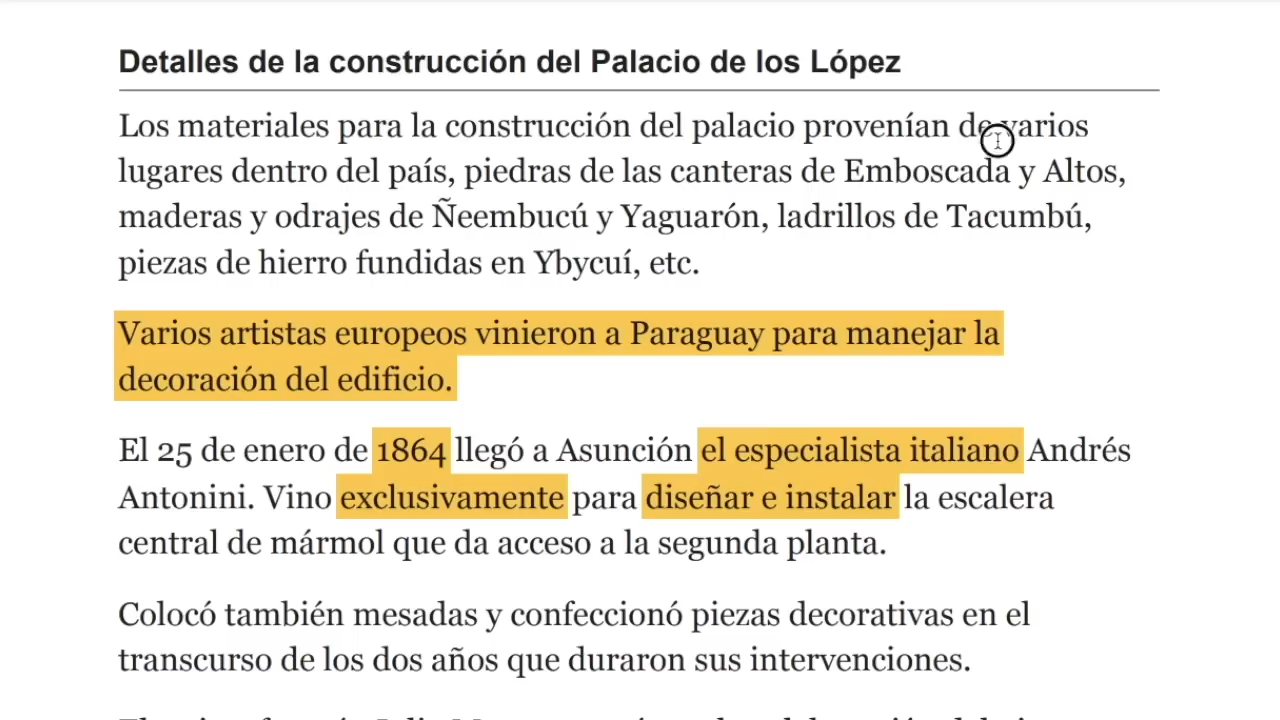 Detalles de la construcción del Palacio de los López
Los materiales para la construcción del palacio provenían de varios
lugares dentro del país, piedras de las canteras de Emboscada y Altos,
maderas y odrajes de Ñeembucú y Yaguarón, ladrillos de Tacumbú,
piezas de hierro fundidas en Ybycuí, etc.
Varios artistas europeos vinieron a Paraguay para manejar la
decoración del edificio.
El 25 de enero de 1864 llegó a Asunción el especialista italiano Andrés
Antonini. Vino exclusivamente para diseñar e instalar la escalera
central de mármol que da acceso a la segunda planta.
Colocó también mesadas y confeccionó piezas decorativas en el
transcurso de los dos años que duraron sus intervenciones.